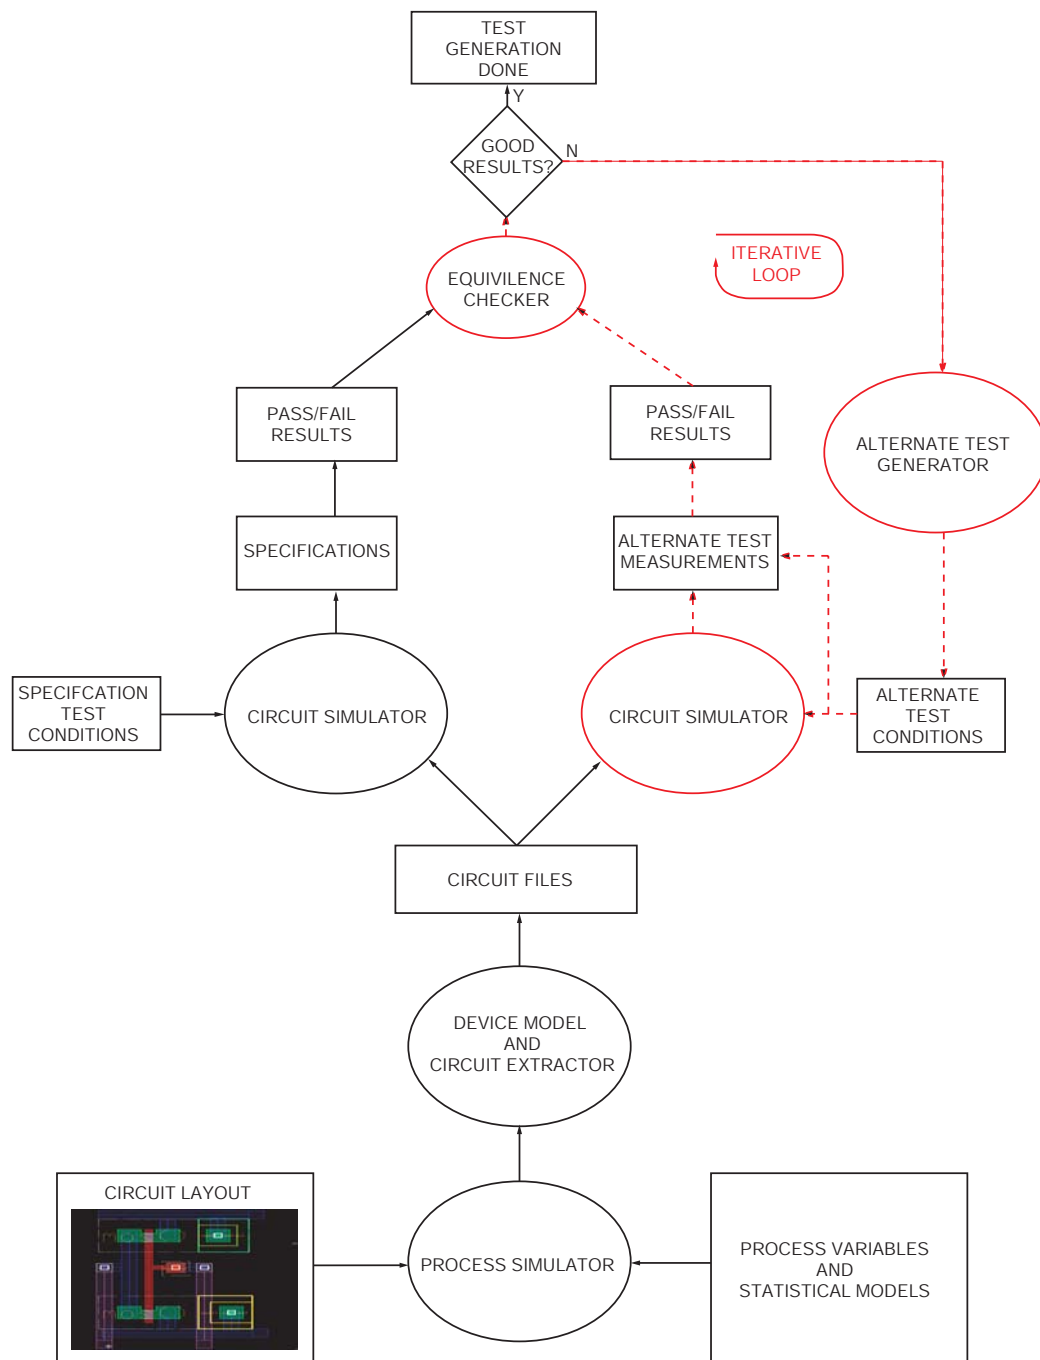 TEST
GENERATION
DONE
Y
GOOD
RESULTS?
N
ITERATIVE
LOOP
EQUIVILENCE
CHECKER
PASS/FAIL
RESULTS
PASS/FAIL
RESULTS
ALTERNATE TEST
GENERATOR
SPECIFICATIONS
ALTERNATE TEST
MEASUREMENTS
SPECIFCATION
TEST
CONDITIONS
CIRCUIT SIMULATOR
CIRCUIT SIMULATOR
ALTERNATE
TEST
CONDITIONS
CIRCUIT FILES
DEVICE MODEL
AND
CIRCUIT EXTRACTOR
CIRCUIT LAYOUT
PROCESS SIMULATOR
PROCESS VARIABLES
AND
STATISTICAL MODELS